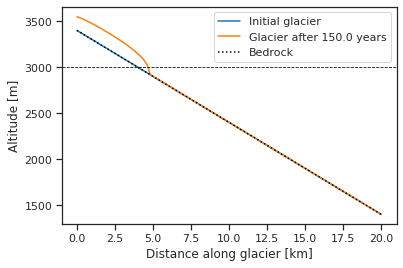 3500
3000
2500
2000
1500
Altitude [m]
Initial glacier
Glacier after 150.0 years
Bedrock
0.0 2.5 5.0 7.5 10.0 12.5 15.0 17.5 20.0
Distance along glacier [km]